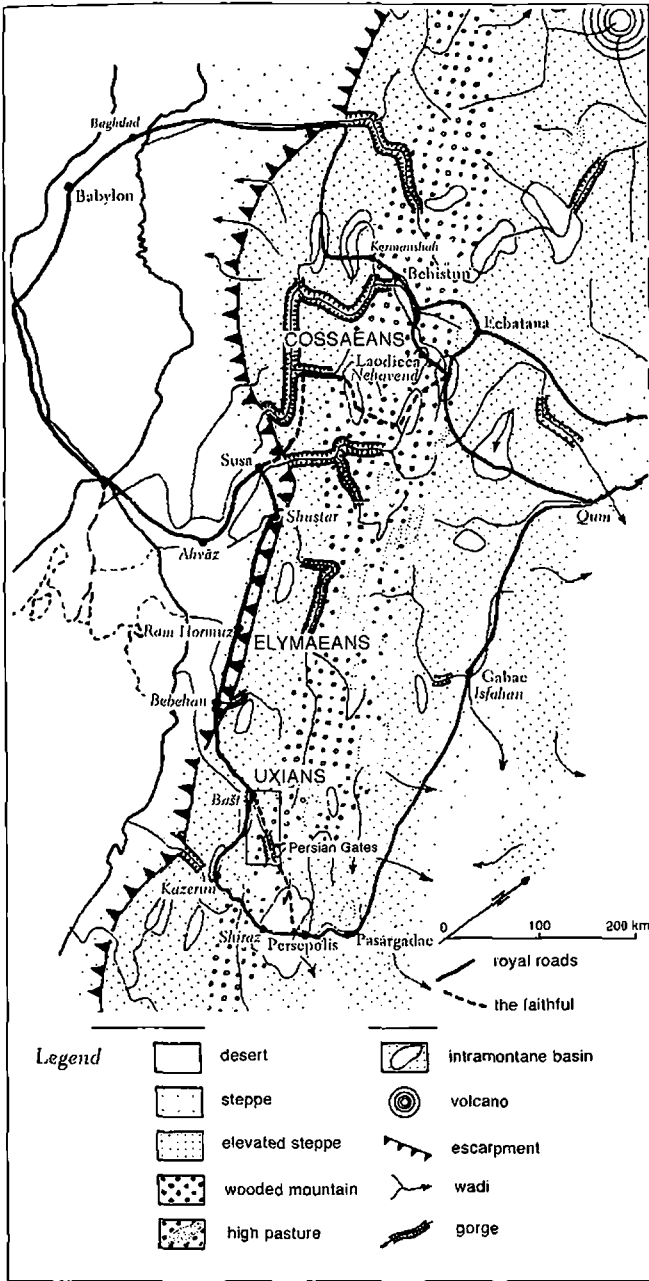 Baghdad
Babylon
Kermanshah
Behistun
Ecbatana
COSSAEANS
Laodicea
Nehavend
Susa
Shustar
Qum
Ahvāz
Ram Hormuz
ELYMAEANS
Gabae
Isfahan
Bebehan
UXIANS
Bašt
Persian Gates
Kazerun
Shiraz
Persepolis
Pasargadae
N
0 100 200 km
royal roads
the faithful
Legend
desert
steppe
elevated steppe
wooded mountain
high pasture
intramontane basin
volcano
escarpment
wadi
gorge